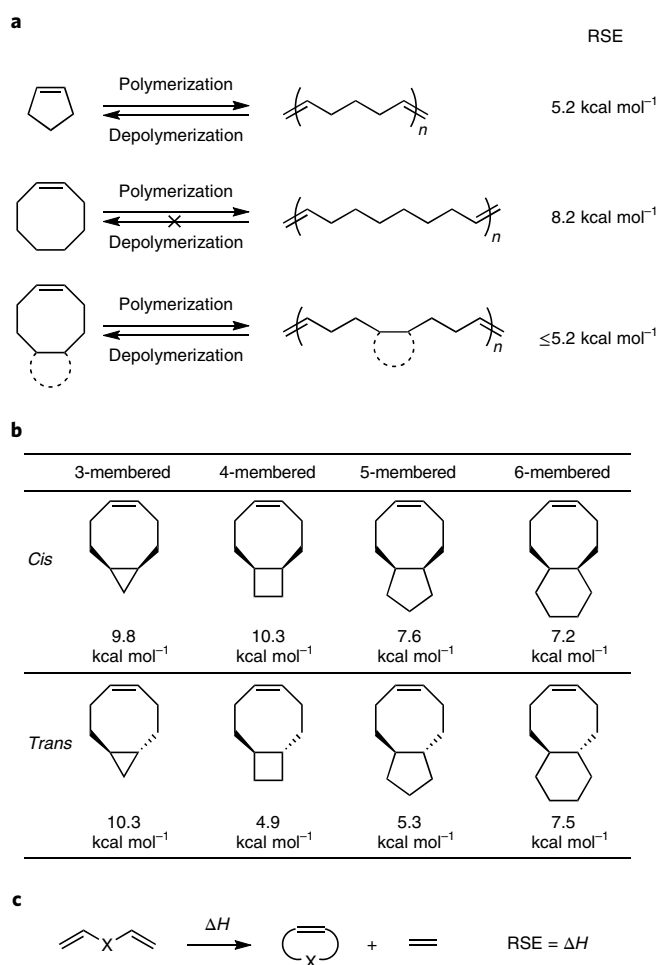 a
RSE
Polymerization
Depolymerization
n
5.2 kcal mol⁻¹
Polymerization
Depolymerization
n
8.2 kcal mol⁻¹
Polymerization
Depolymerization
n
≤5.2 kcal mol⁻¹
b
3-membered 4-membered 5-membered 6-membered
Cis
9.8 10.3 7.6 7.2
kcal mol⁻¹ kcal mol⁻¹ kcal mol⁻¹ kcal mol⁻¹
Trans
10.3 4.9 5.3 7.5
kcal mol⁻¹ kcal mol⁻¹ kcal mol⁻¹ kcal mol⁻¹
c
ΔH
X X + RSE = ΔH